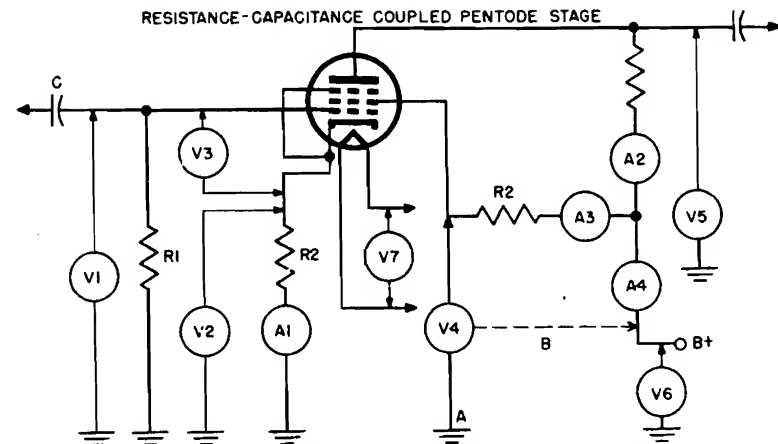 RESISTANCE-CAPACITANCE COUPLED PENTODE STAGE
C
V3
A2
R2
A3
V5
R1
R2
V7
V1
A4
V2
A1
V4
B
B+
A
V6